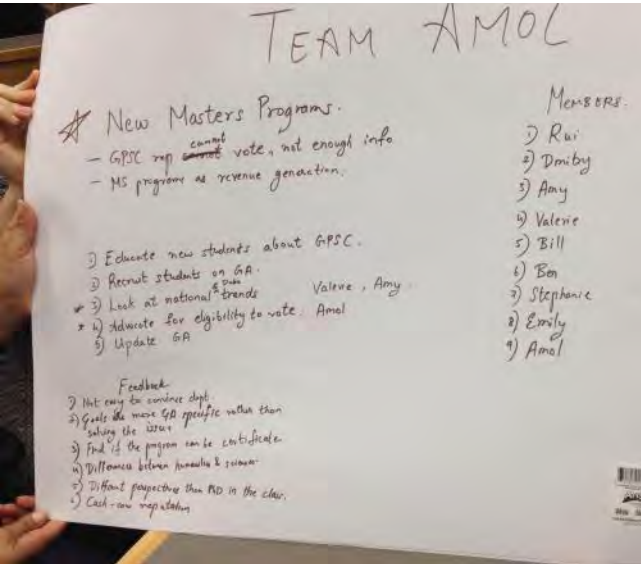 TEAM AMOL
☆ New Masters Programs.
- GPSC rep cannot vote, not enough info
- MS programs as revenue generation.
1) Educate new students about GPSC.
2) Recruit students on GA.
* 3) Look at national & Data trends Valerie, Amy
* 4) Advocate for eligibility to vote. Amol
5) Update GA
Feedback
1) Not easy to convince dept
2) Goals more GA specific rather than
solving the issue
3) Find if the program can be certificate
4) Differences between humanities & sciences
5) Diffrent perspectives than PhD in the class.
6) Cash-cow reputation
MEMBERS.
1) Rui
2) Dmitry
3) Amy
4) Valerie
5) Bill
6) Ben
7) Stephanie
8) Emily
9) Amol